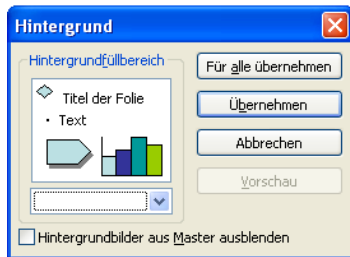 Hintergrund
Hintergrundfüllbereich
Titel der Folie
• Text
Für alle übernehmen
Übernehmen
Abbrechen
Vorschau
Hintergrundbilder aus Master ausblenden